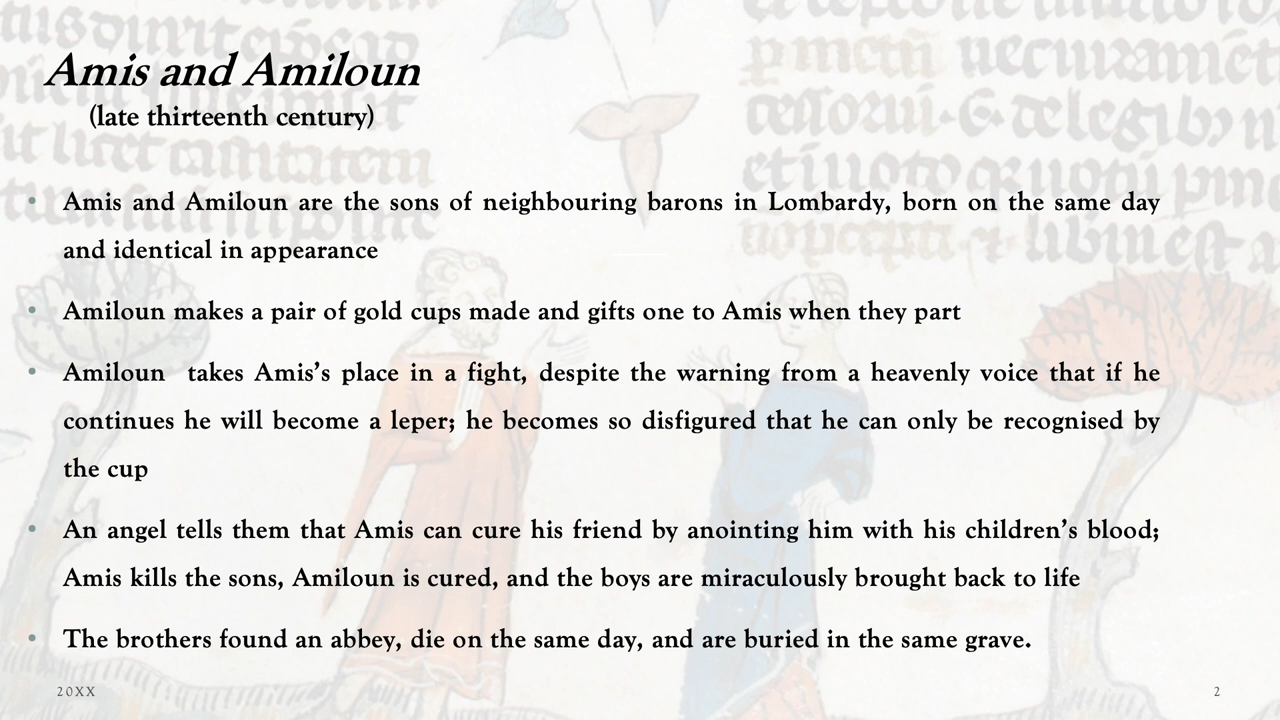 Amis and Amiloun
(late thirteenth century)
• Amis and Amiloun are the sons of neighbouring barons in Lombardy, born on the same day
and identical in appearance
• Amiloun makes a pair of gold cups made and gifts one to Amis when they part
• Amiloun takes Amis’s place in a fight, despite the warning from a heavenly voice that if he
continues he will become a leper; he becomes so disfigured that he can only be recognised by
the cup
• An angel tells them that Amis can cure his friend by anointing him with his children’s blood;
Amis kills the sons, Amiloun is cured, and the boys are miraculously brought back to life
• The brothers found an abbey, die on the same day, and are buried in the same grave.
20XX
2